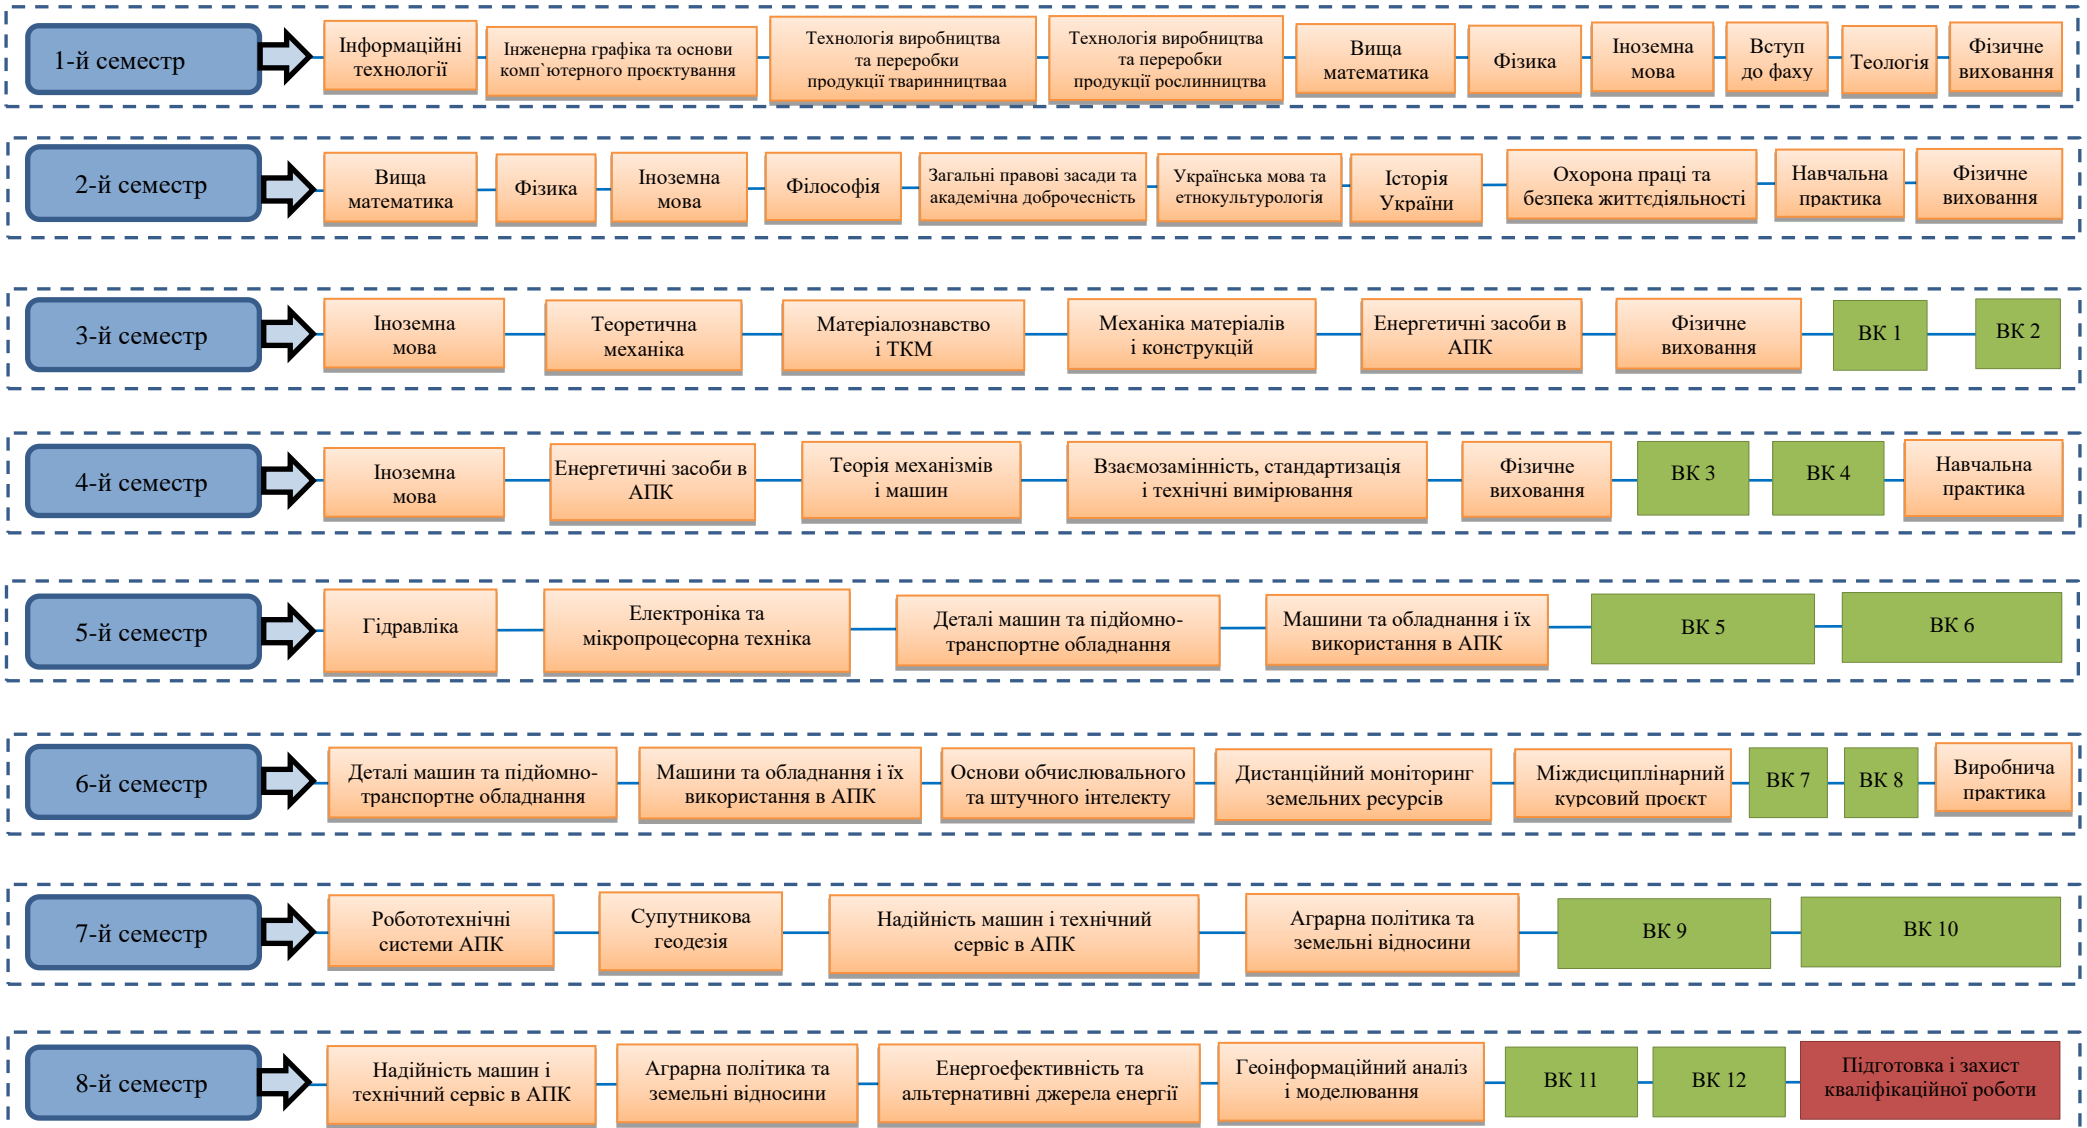 1-й семестр
Інформаційні
технології
Інженерна графіка та основи
комп`ютерного проєктування
Технологія виробництва
та переробки
продукції тваринництваа
Технологія виробництва
та переробки
продукції рослинництва
Вища
математика
Фізика
Іноземна
мова
Вступ
до фаху
Теологія
Фізичне
виховання
2-й семестр
Вища
математика
Фізика
Іноземна
мова
Філософія
Загальні правові засади та
академічна доброчесність
Українська мова та
етнокультурологія
Історія
України
Охорона праці та
безпека життєдіяльності
Навчальна
практика
Фізичне
виховання
3-й семестр
Іноземна
мова
Теоретична
механіка
Матеріалознавство
і ТКМ
Механіка матеріалів
і конструкцій
Енергетичні засоби в
АПК
Фізичне
виховання
ВК 1
ВК 2
4-й семестр
Іноземна
мова
Енергетичні засоби в
АПК
Теорія механізмів
і машин
Взаємозамінність, стандартизація
і технічні вимірювання
Фізичне
виховання
ВК 3
ВК 4
Навчальна
практика
5-й семестр
Гідравліка
Електроніка та
мікропроцесорна техніка
Деталі машин та підйомно-
транспортне обладнання
Машини та обладнання і їх
використання в АПК
ВК 5
ВК 6
6-й семестр
Деталі машин та підйомно-
транспортне обладнання
Машини та обладнання і їх
використання в АПК
Основи обчислювального
та штучного інтелекту
Дистанційний моніторинг
земельних ресурсів
Міждисциплінарний
курсовий проєкт
ВК 7
ВК 8
Виробнича
практика
7-й семестр
Робототехнічні
системи АПК
Супутникова
геодезія
Надійність машин і технічний
сервіс в АПК
Аграрна політика та
земельні відносини
ВК 9
ВК 10
8-й семестр
Надійність машин і
технічний сервіс в АПК
Аграрна політика та
земельні відносини
Енергоефективність та
альтернативні джерела енергії
Геоінформаційний аналіз
і моделювання
ВК 11
ВК 12
Підготовка і захист
кваліфікаційної роботи